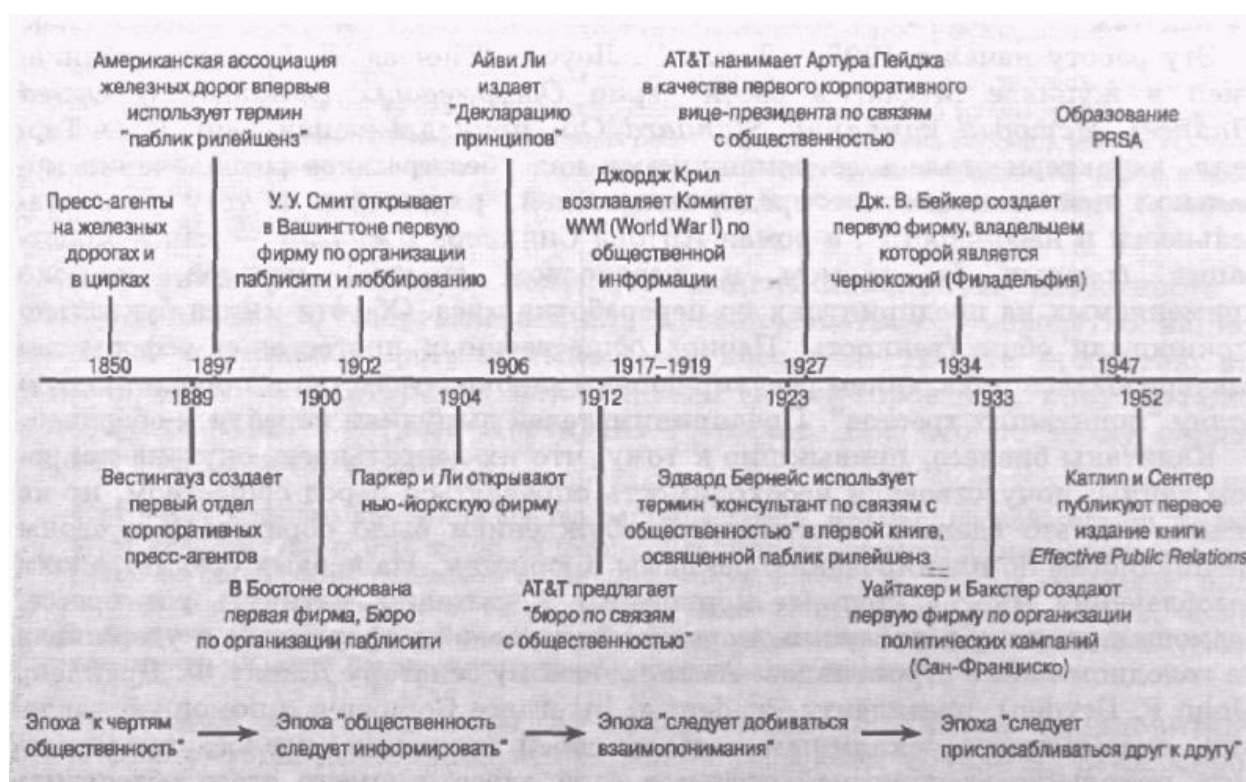 Американская ассоциация
железных дорог впервые
использует термин
паблик рилейшенз
Айви Ли
издает
"Декларацию
принципов"
AT&T нанимает Артура Пейджа
в качестве первого корпоративного
вице-президента по связям
с общественностью
Образование
PRSA
Пресс-агенты
на железных
дорогах и
в цирках
У. У. Смит открывает
в Вашингтоне первую
фирму по организации
паблисити и лоббированию
Джордж Крил
возглавляет Комитет
WWI (World War I) по
общественной
информации
Дж. В. Бейкер создает
первую фирму, владельцем
которой является
чернокожий (Филадельфия)
1850 1897 1902 1906 1917–1919 1927 1934 1947
1889 1900 1904 1912 1923 1933 1952
Вестингауз создает
первый отдел
корпоративных
пресс-агентов
Паркер и Ли открывают
нью-йоркскую фирму
Эдвард Бернейс использует
термин "консультант по связям с
общественностью" в первой книге,
освященной паблик рилейшенз
Катлип и Сентер
публикуют первое
издание книги
Effective Public Relations
В Бостоне основана
первая фирма, Бюро
по организации паблисити
AT&T предлагает
"бюро по связям
с общественностью"
Уайтакер и Бакстер создают
первую фирму по организации
политических кампаний
(Сан-Франциско)
Эпоха "к чертям
общественность"
Эпоха "общественность
следует информировать"
Эпоха "следует добиваться
взаимопонимания"
Эпоха "следует
приспосабливаться друг к другу"